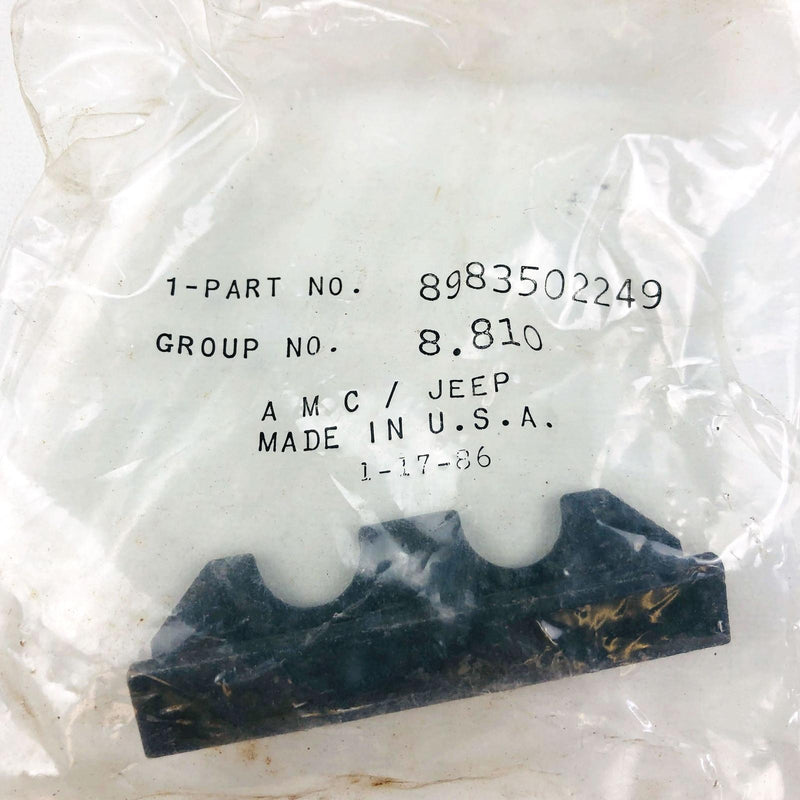 1-PART NO. 8983502249
GROUP NO. 8.810
A M C / JEEP
MADE IN U.S.A.
1-17-86